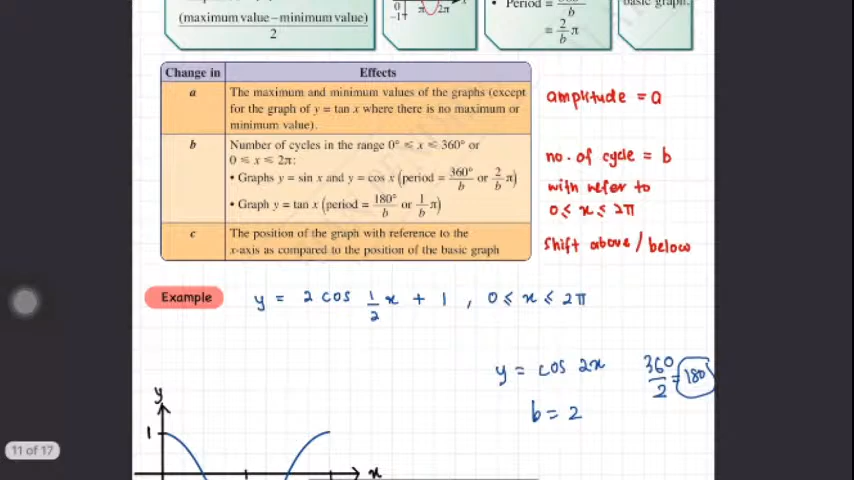 (maximum value – minimum value)
2
0
–1
π 2π
x
• Period =
b
= 2/b π
basic graph.
Change in Effects
a The maximum and minimum values of the graphs (except
for the graph of y = tan x where there is no maximum or
minimum value).
amplitude = a
b Number of cycles in the range 0° ≤ x ≤ 360° or
0 ≤ x ≤ 2π:
• Graphs y = sin x and y = cos x (period = 360°/b or 2/b π)
• Graph y = tan x (period = 180°/b or 1/b π)
no. of cycle = b
with refer to
0 ≤ x ≤ 2π
c The position of the graph with reference to the
x-axis as compared to the position of the basic graph
shift above / below
Example y = 2 cos 1/2 x + 1 , 0 ≤ x ≤ 2π
y = cos 2x 360/2 = 180
b = 2
y
1
x
11 of 17